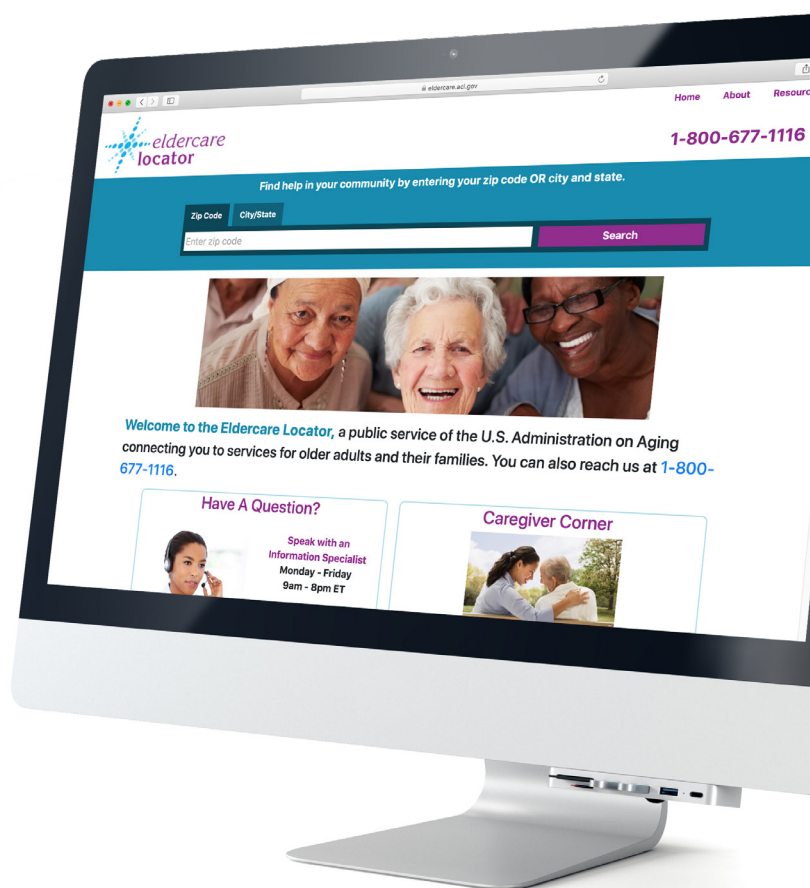 eldercare.acl.gov
Home About
eldercare
locator
1-800-677-1116
Find help in your community by entering your zip code OR city and state.
Zip Code City/State
Enter zip code Search
Welcome to the Eldercare Locator, a public service of the U.S. Administration on Aging
connecting you to services for older adults and their families. You can also reach us at 1-800-
677-1116.
Have A Question?
Speak with an
Information Specialist
Monday - Friday
9am - 8pm ET
Caregiver Corner